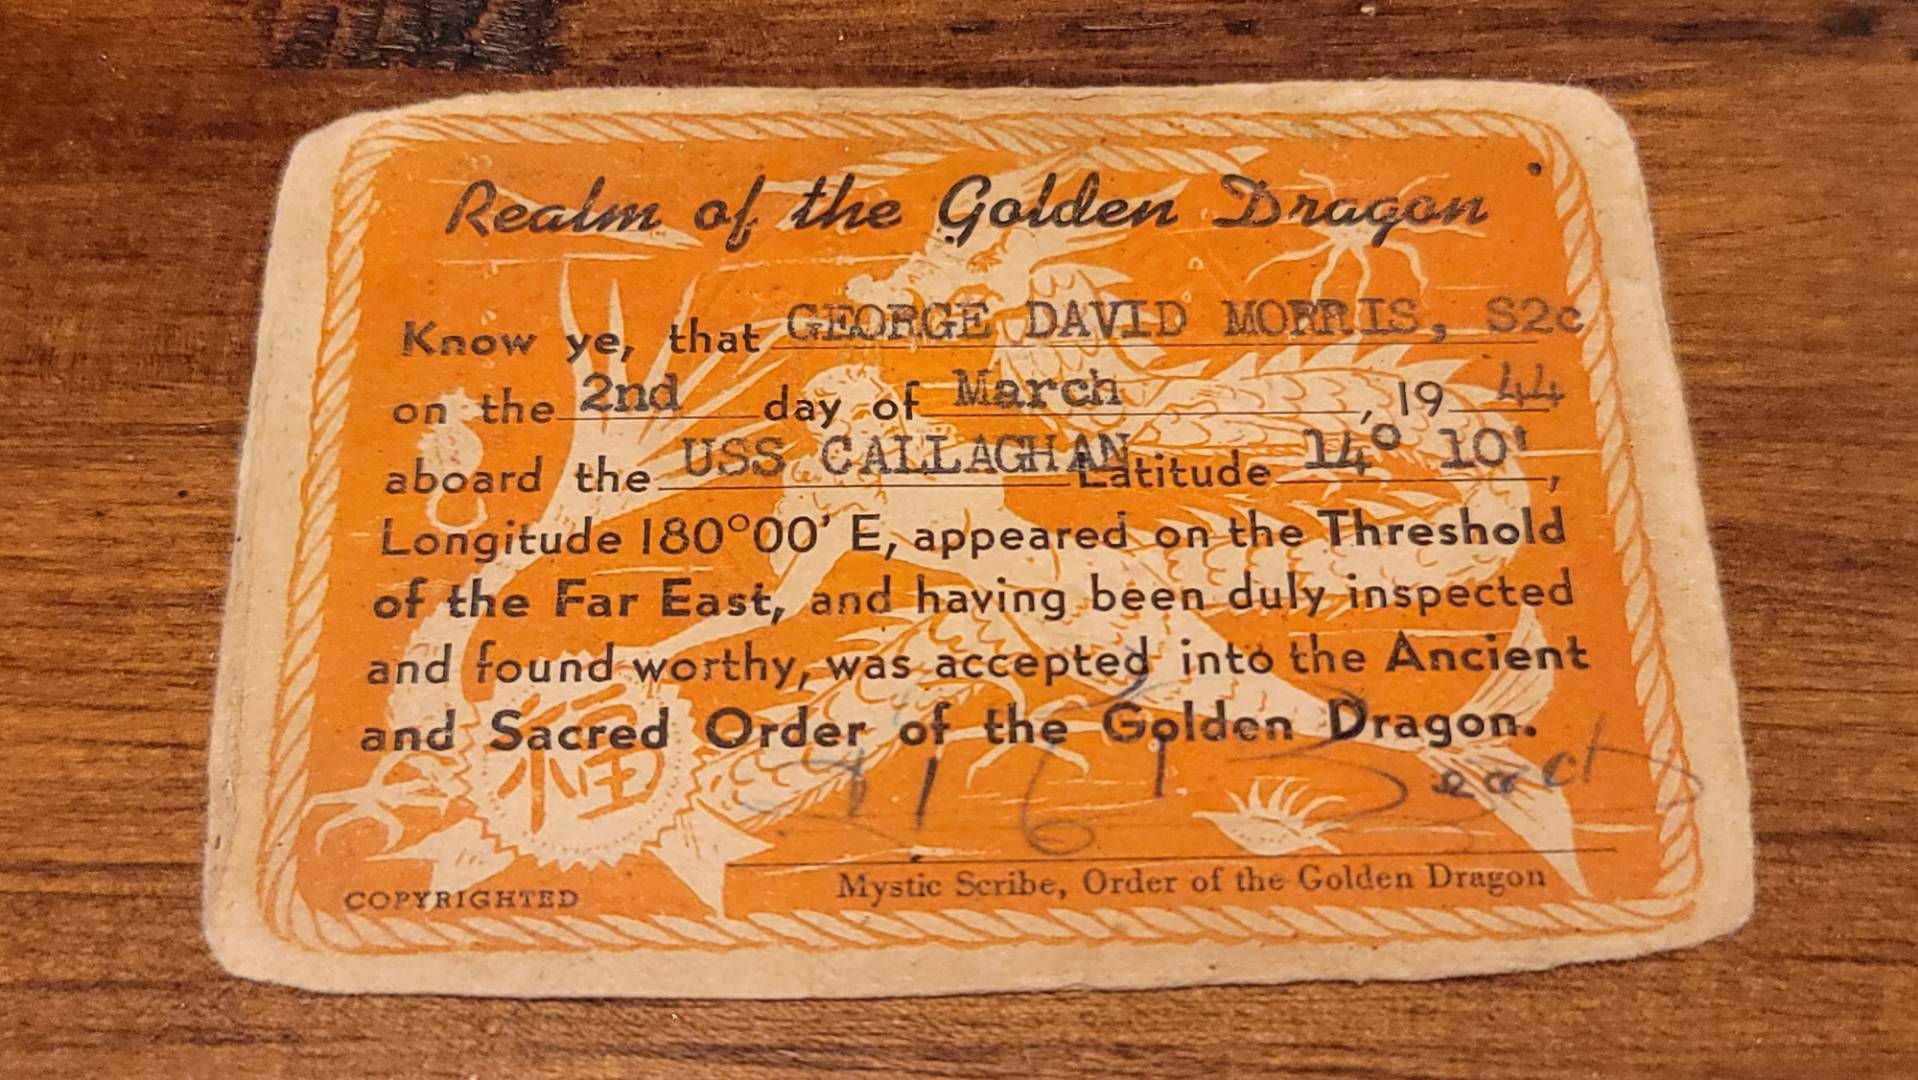 Realm of the Golden Dragon
Know ye, that GEORGE DAVID MORRIS, S2c
on the 2nd day of March, 19 44
aboard the USS CALLAGHAN Latitude 14° 10',
Longitude 180°00' E, appeared on the Threshold
of the Far East, and having been duly inspected
and found worthy, was accepted into the Ancient
and Sacred Order of the Golden Dragon.
福
Mystic Scribe, Order of the Golden Dragon
COPYRIGHTED